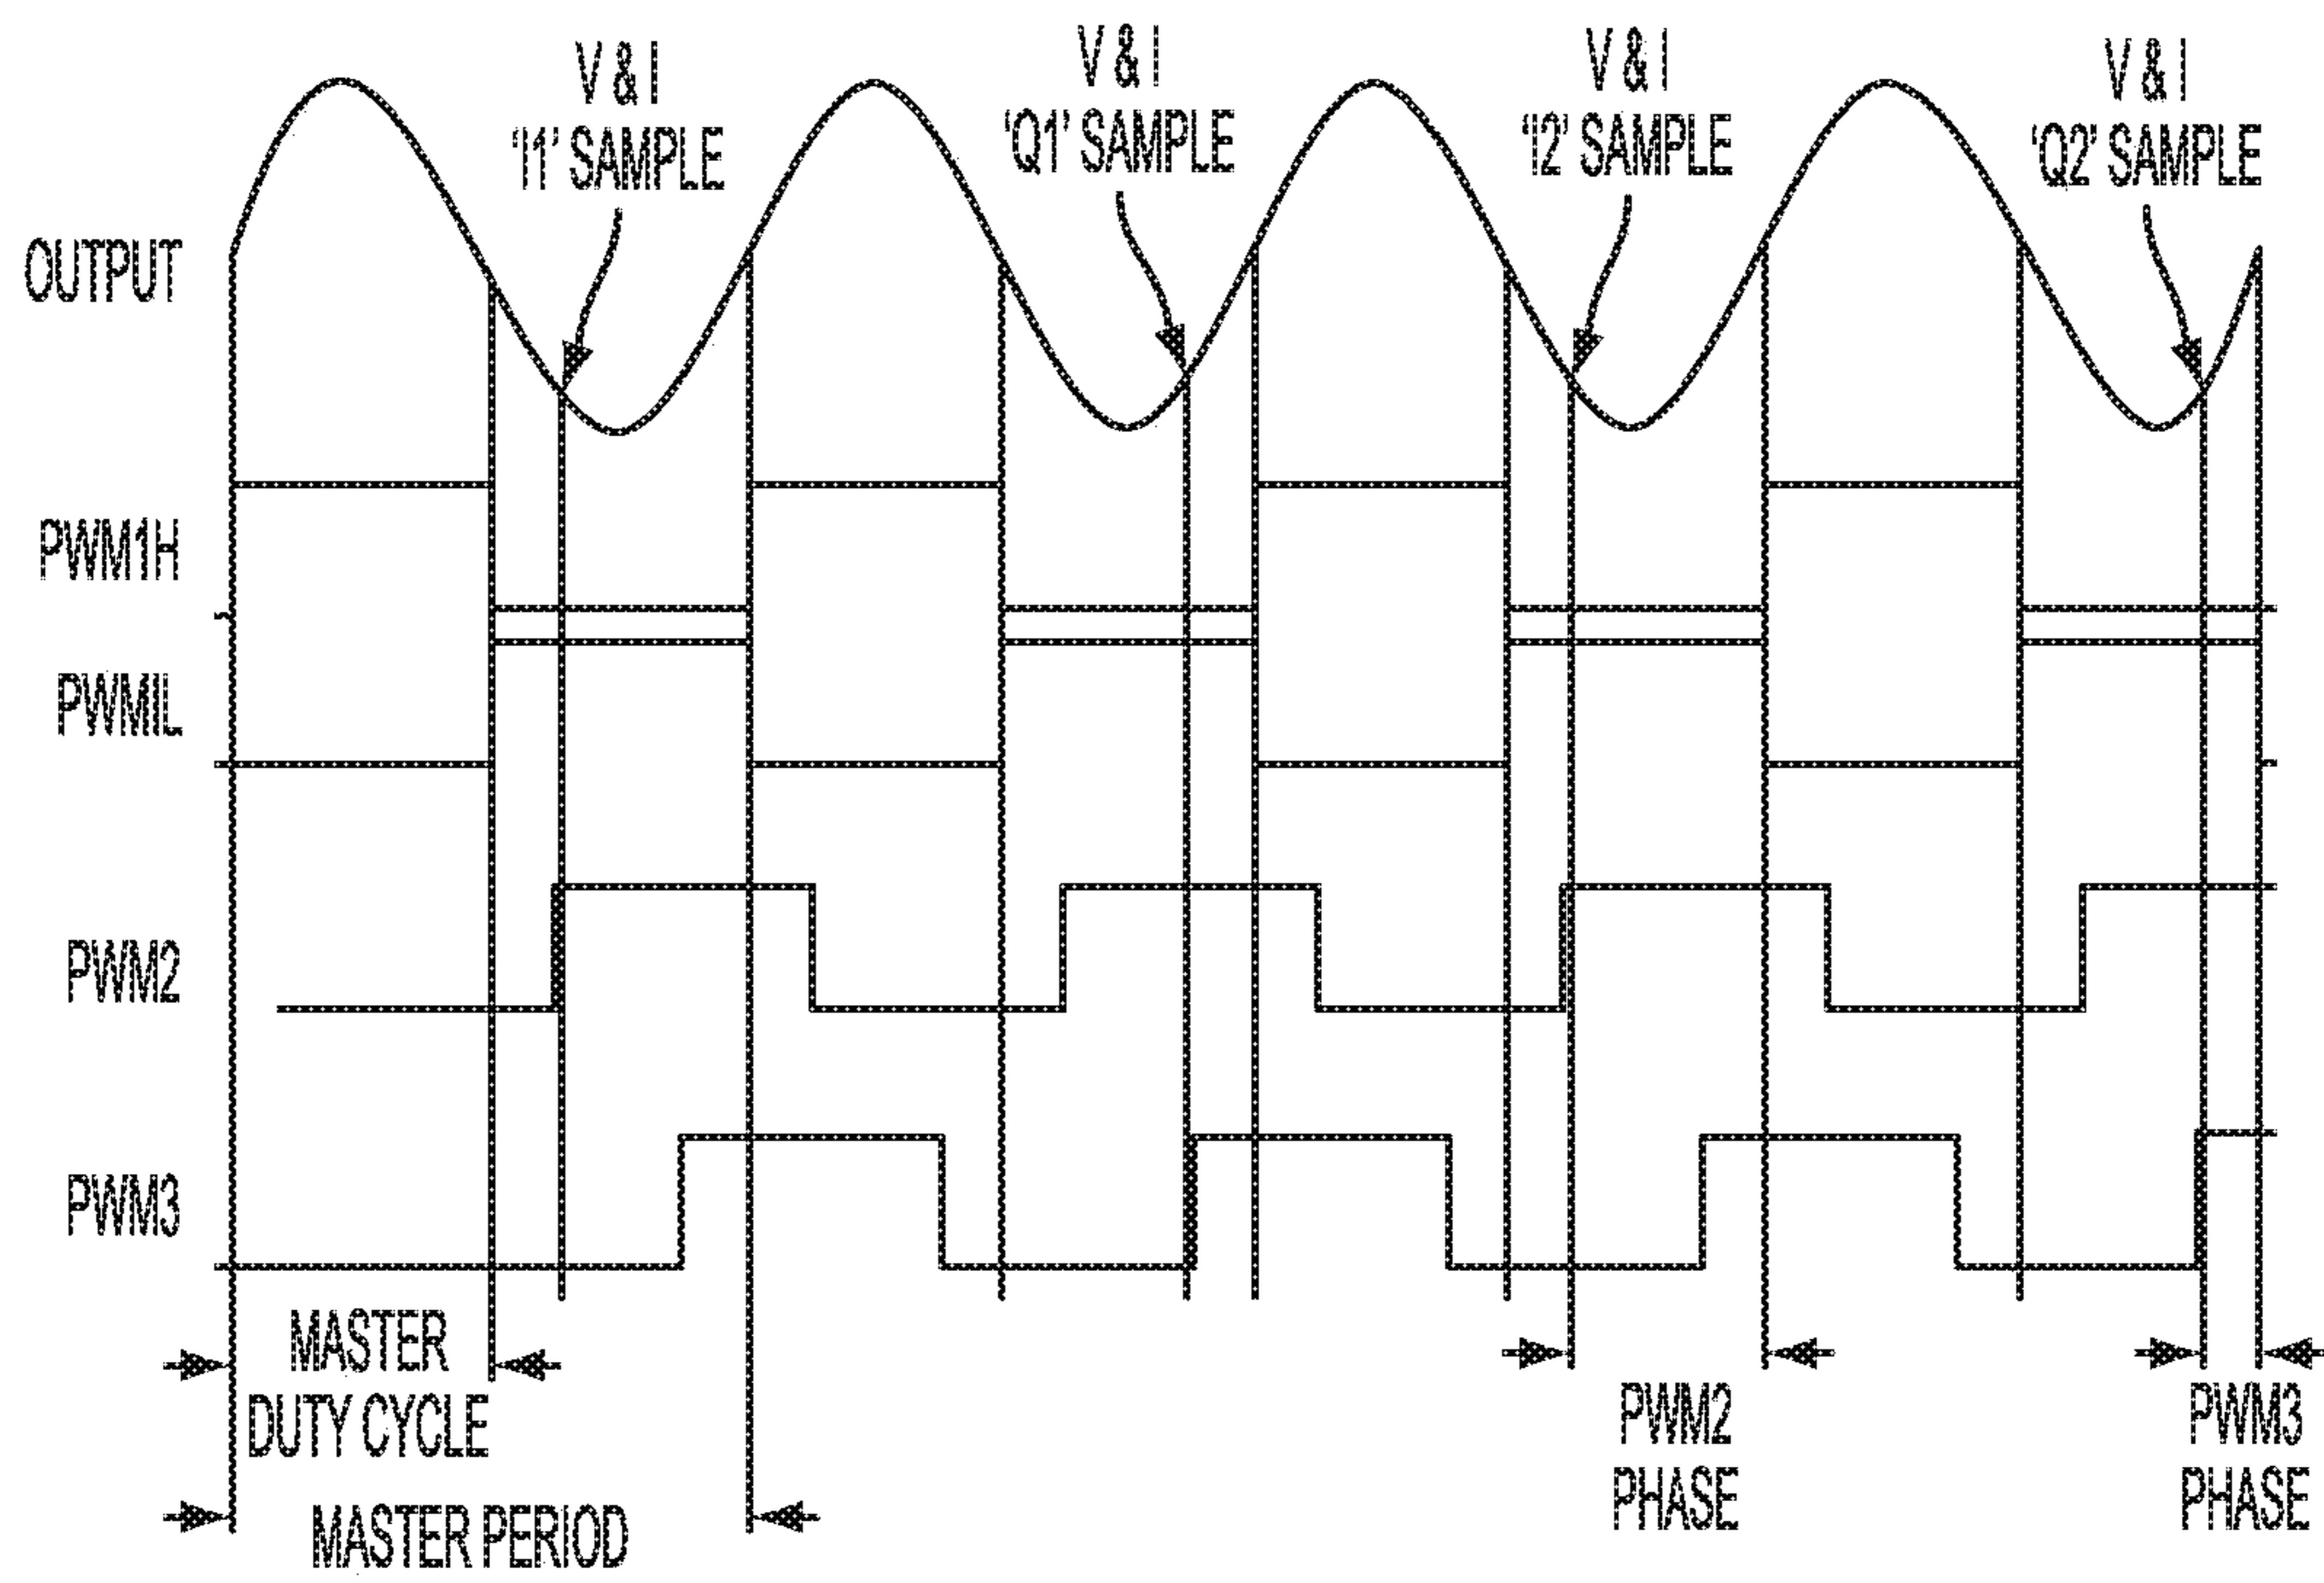 V & I
'I1' SAMPLE
V & I
'Q1' SAMPLE
V & I
'I2' SAMPLE
V & I
'Q2' SAMPLE
OUTPUT
PWM1H
PWMIL
PWM2
PWM3
MASTER
DUTY CYCLE
MASTER PERIOD
PWM2
PHASE
PWM3
PHASE